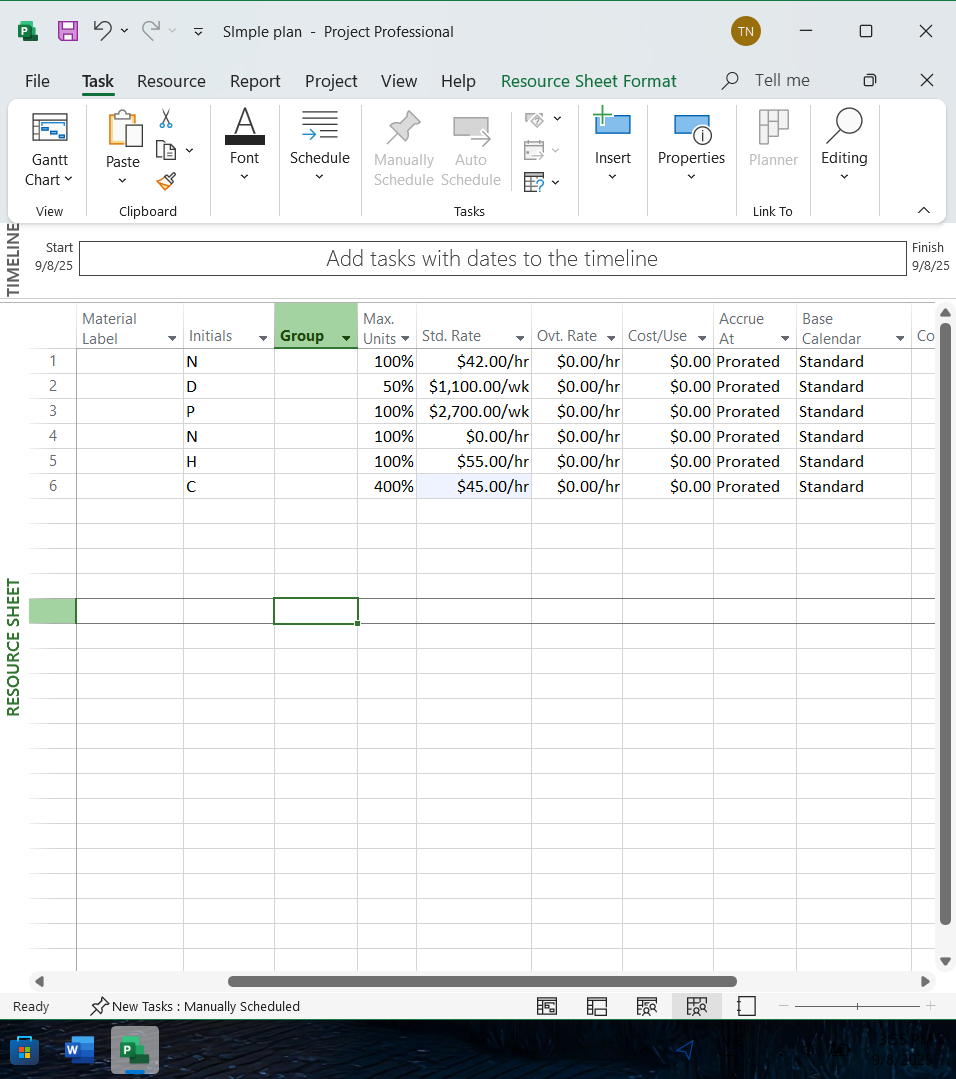 SImple plan - Project Professional
TN
File Task Resource Report Project View Help Resource Sheet Format Tell me
Gantt Chart
Paste
Font
Schedule
Manually Schedule
Auto Schedule
Insert
Properties
Planner
Editing
View
Clipboard
Tasks
Link To
TIMELINE
Start
9/8/25
Add tasks with dates to the timeline
Finish
9/8/25
Material Label Initials Group Max. Units Std. Rate Ovt. Rate Cost/Use Accrue At Base Calendar Co
1 N 100% $42.00/hr $0.00/hr $0.00 Prorated Standard
2 D 50% $1,100.00/wk $0.00/hr $0.00 Prorated Standard
3 P 100% $2,700.00/wk $0.00/hr $0.00 Prorated Standard
4 N 100% $0.00/hr $0.00/hr $0.00 Prorated Standard
5 H 100% $55.00/hr $0.00/hr $0.00 Prorated Standard
6 C 400% $45.00/hr $0.00/hr $0.00 Prorated Standard
RESOURCE SHEET
Ready New Tasks : Manually Scheduled